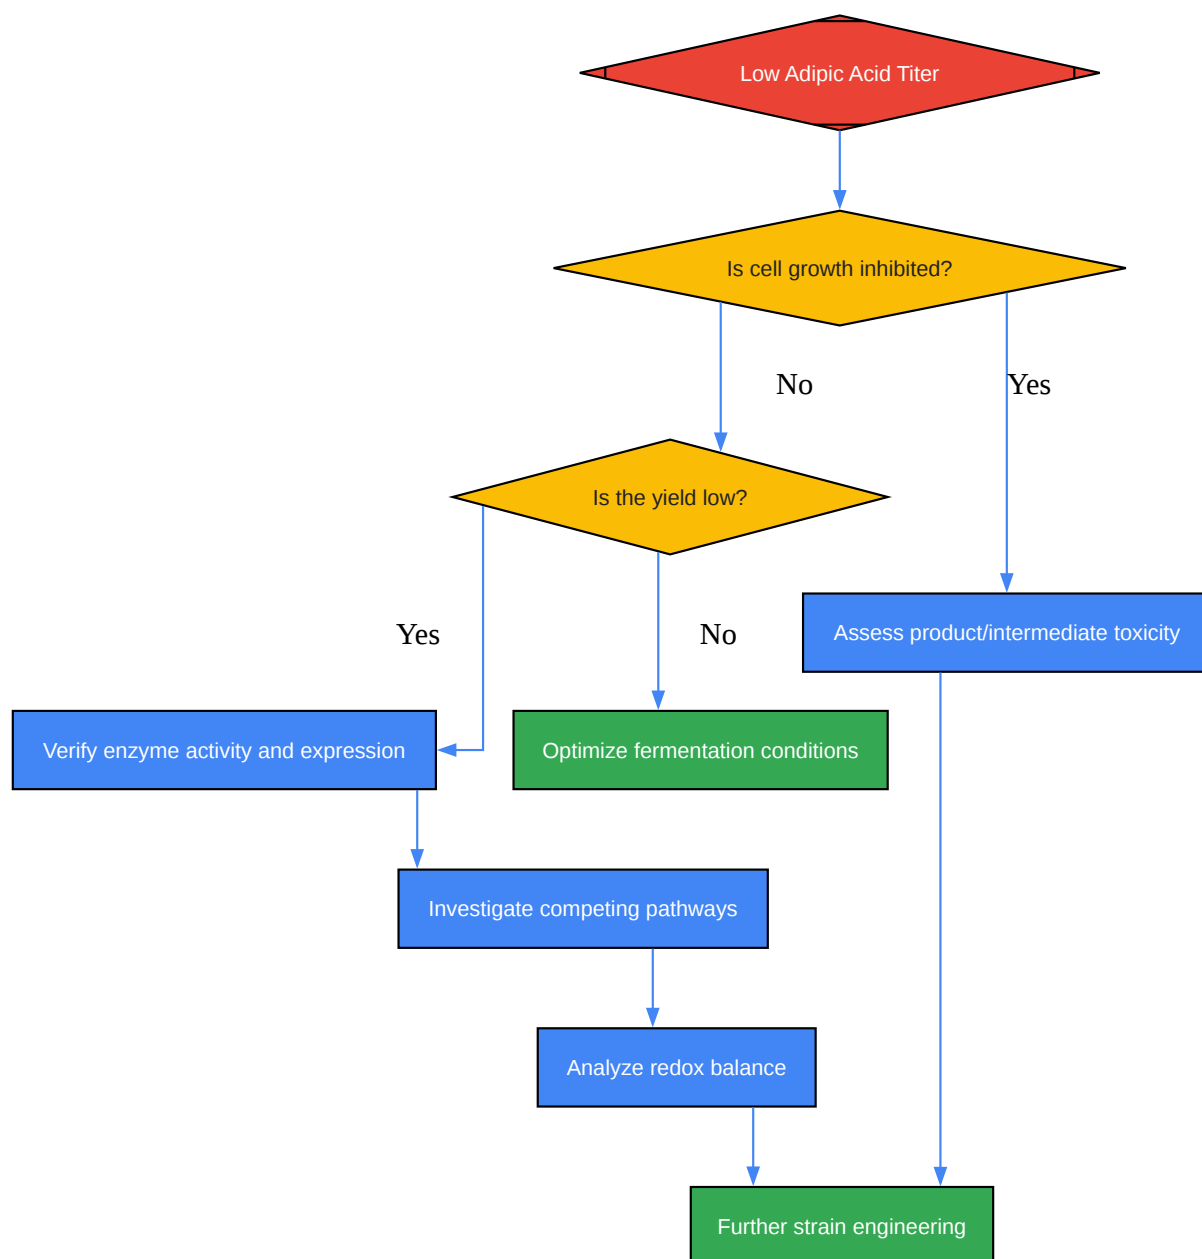 Low Adipic Acid Titer
Is cell growth inhibited?
No
Yes
Is the yield low?
Yes
No
Assess product/intermediate toxicity
Verify enzyme activity and expression
Optimize fermentation conditions
Investigate competing pathways
Analyze redox balance
Further strain engineering